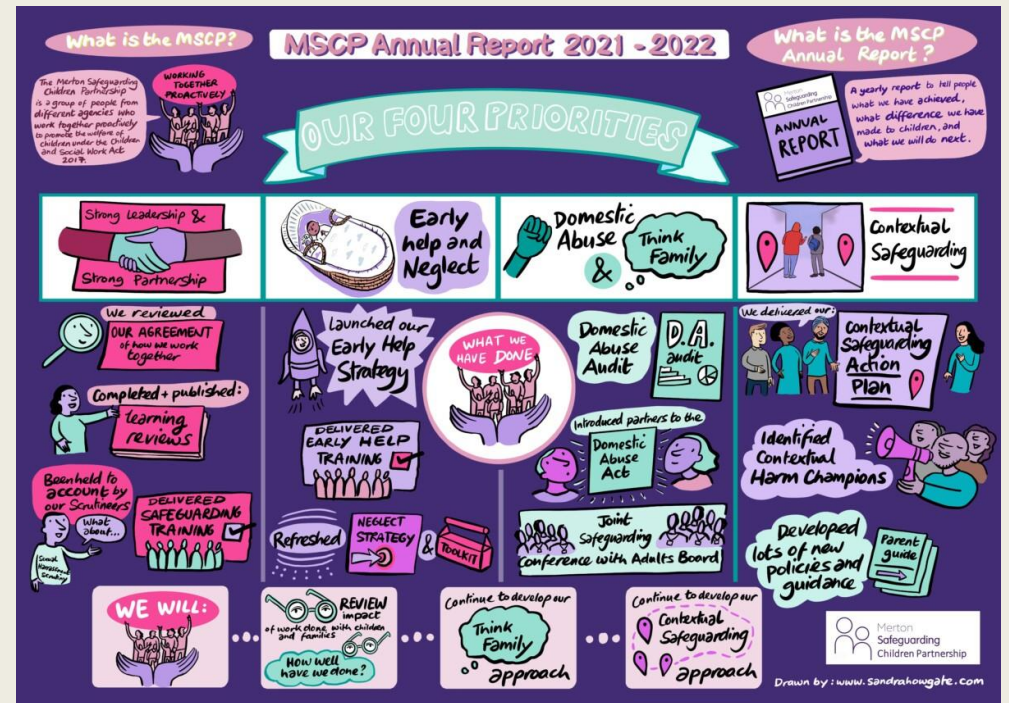 What is the MSCP?
MSCP Annual Report 2021 - 2022
What is the MSCP
Annual Report?
The Merton Safeguarding
Children Partnership
is a group of people from
different agencies who
work together proactively
to promote the welfare of
children under the Children
and Social Work Act
2017.
WORKING
TOGETHER
PROACTIVELY
OUR FOUR PRIORITIES
Merton
Safeguarding
Children Partnership
ANNUAL
REPORT
A yearly report to tell people
what we have achieved,
what difference we have
made to children, and
what we will do next.
Strong Leadership &
Strong Partnership
Early
help and
Neglect
Domestic
Abuse
&
Think
Family
Contextual
Safeguarding
We reviewed
OUR AGREEMENT
of how we work
together
Completed + published:
learning
reviews
Been held to
account by
our Scrutineers
What
about...
DELIVERED
SAFEGUARDING
TRAINING
Launched our
Early Help
Strategy
DELIVERED
EARLY HELP
TRAINING
Refreshed
NEGLECT
STRATEGY
&
TOOLKIT
WHAT WE
HAVE DONE
Domestic
Abuse
Audit
D.A.
audit
Introduced partners to the
Domestic
Abuse
Act
Joint
Safeguarding
Conference with Adults Board
We delivered our:
Contextual
Safeguarding
Action
Plan
Identified
Contextual
Harm Champions
Developed
lots of new
policies and
guidance
Parent
guide
WE WILL:
REVIEW
impact
of work done with children
and families
How well
have we done?
Continue to develop our
Think
Family
approach
Continue to develop our
Contextual
Safeguarding
approach
Merton
Safeguarding
Children Partnership
Drawn by: www.sandrahowgate.com